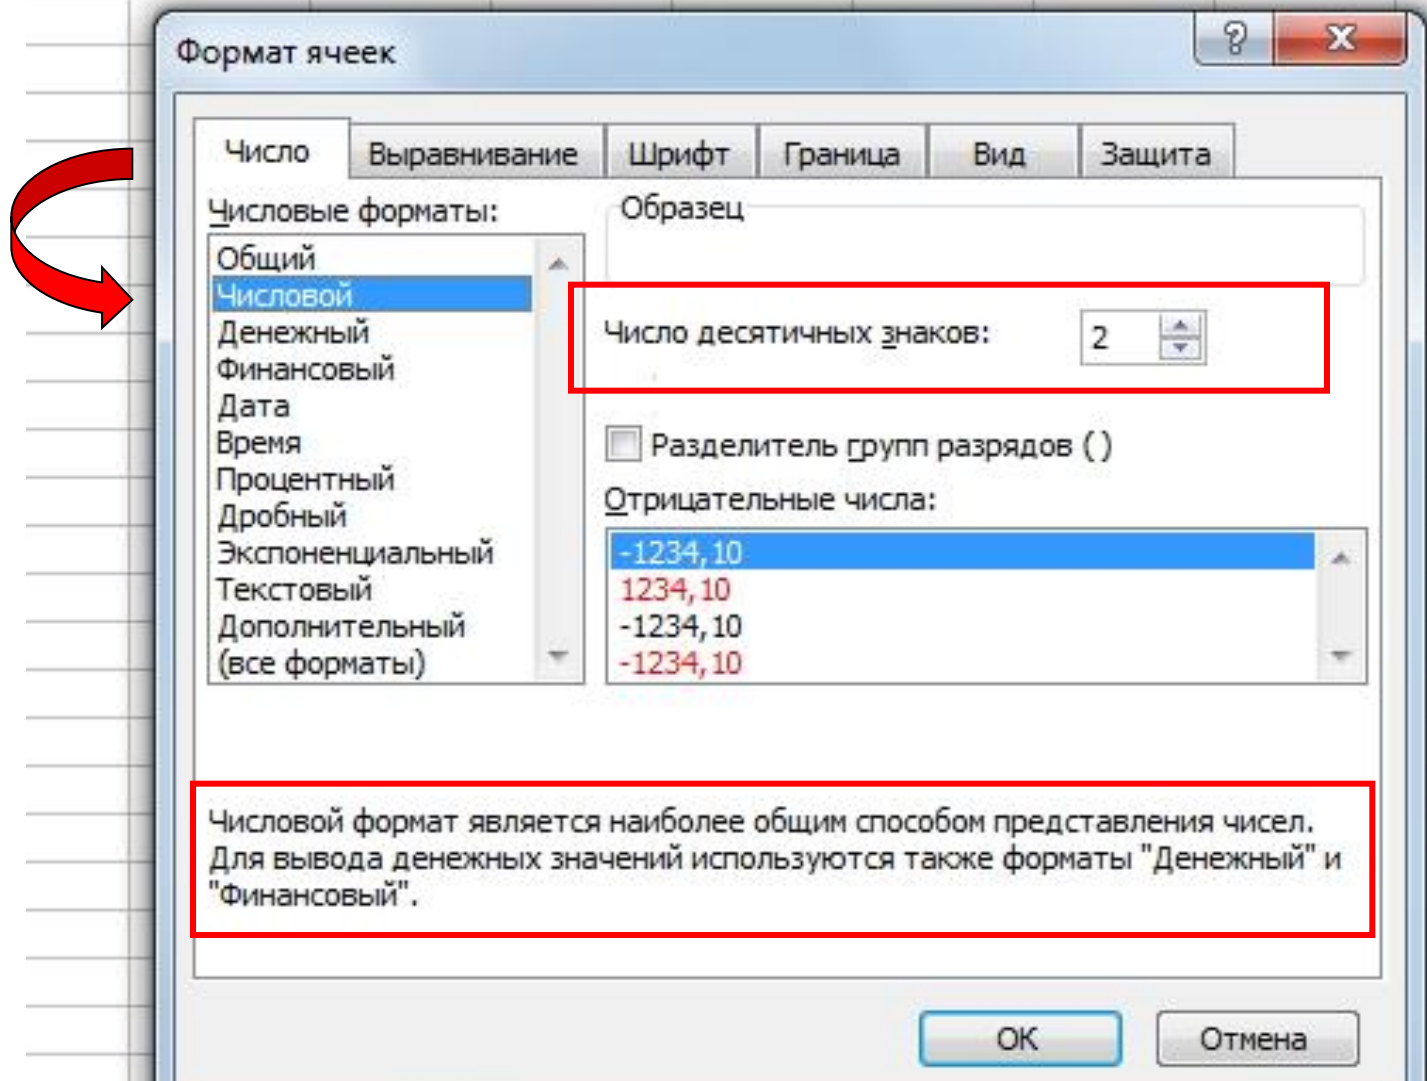 Формат ячеек
Число
Выравнивание
Шрифт
Граница
Вид
Защита
Числовые форматы:
Общий
Числовой
Денежный
Финансовый
Дата
Время
Процентный
Дробный
Экспоненциальный
Текстовый
Дополнительный
(все форматы)
Образец
Число десятичных знаков: 2
Разделитель групп разрядов ( )
Отрицательные числа:
-1234,10
1234,10
-1234,10
-1234,10
Числовой формат является наиболее общим способом представления чисел.
Для вывода денежных значений используются также форматы "Денежный" и
"Финансовый".
ОК
Отмена